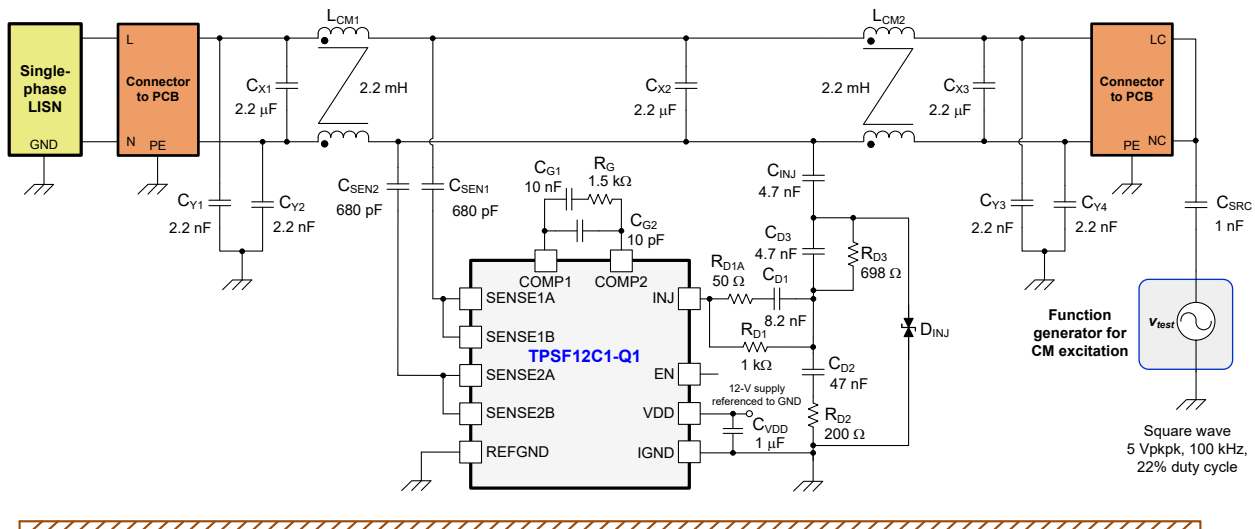 LCM1
LCM2
L
LC
Single-
phase
LISN
Connector
to PCB
CX1
2.2 μF
2.2 mH
CX2
2.2 μF
2.2 mH
CX3
2.2 μF
Connector
to PCB
GND
N
PE
PE
NC
CY1
2.2 nF
CY2
2.2 nF
CSEN2
680 pF
CSEN1
680 pF
CG1
10 nF
RG
1.5 kΩ
CG2
10 pF
CINJ
4.7 nF
CD3
4.7 nF
RD3
698 Ω
CY3
2.2 nF
CY4
2.2 nF
CSRC
1 nF
COMP1
COMP2
RD1A
50 Ω
CD1
8.2 nF
RD1
1 kΩ
DINJ
SENSE1A
INJ
SENSE1B
TPSF12C1-Q1
EN
SENSE2A
SENSE2B
VDD
REFGND
IGND
12-V supply
referenced to GND
CVDD
1 μF
CD2
47 nF
RD2
200 Ω
Function
generator for
CM excitation
vtest
Square wave
5 Vpkpk, 100 kHz,
22% duty cycle